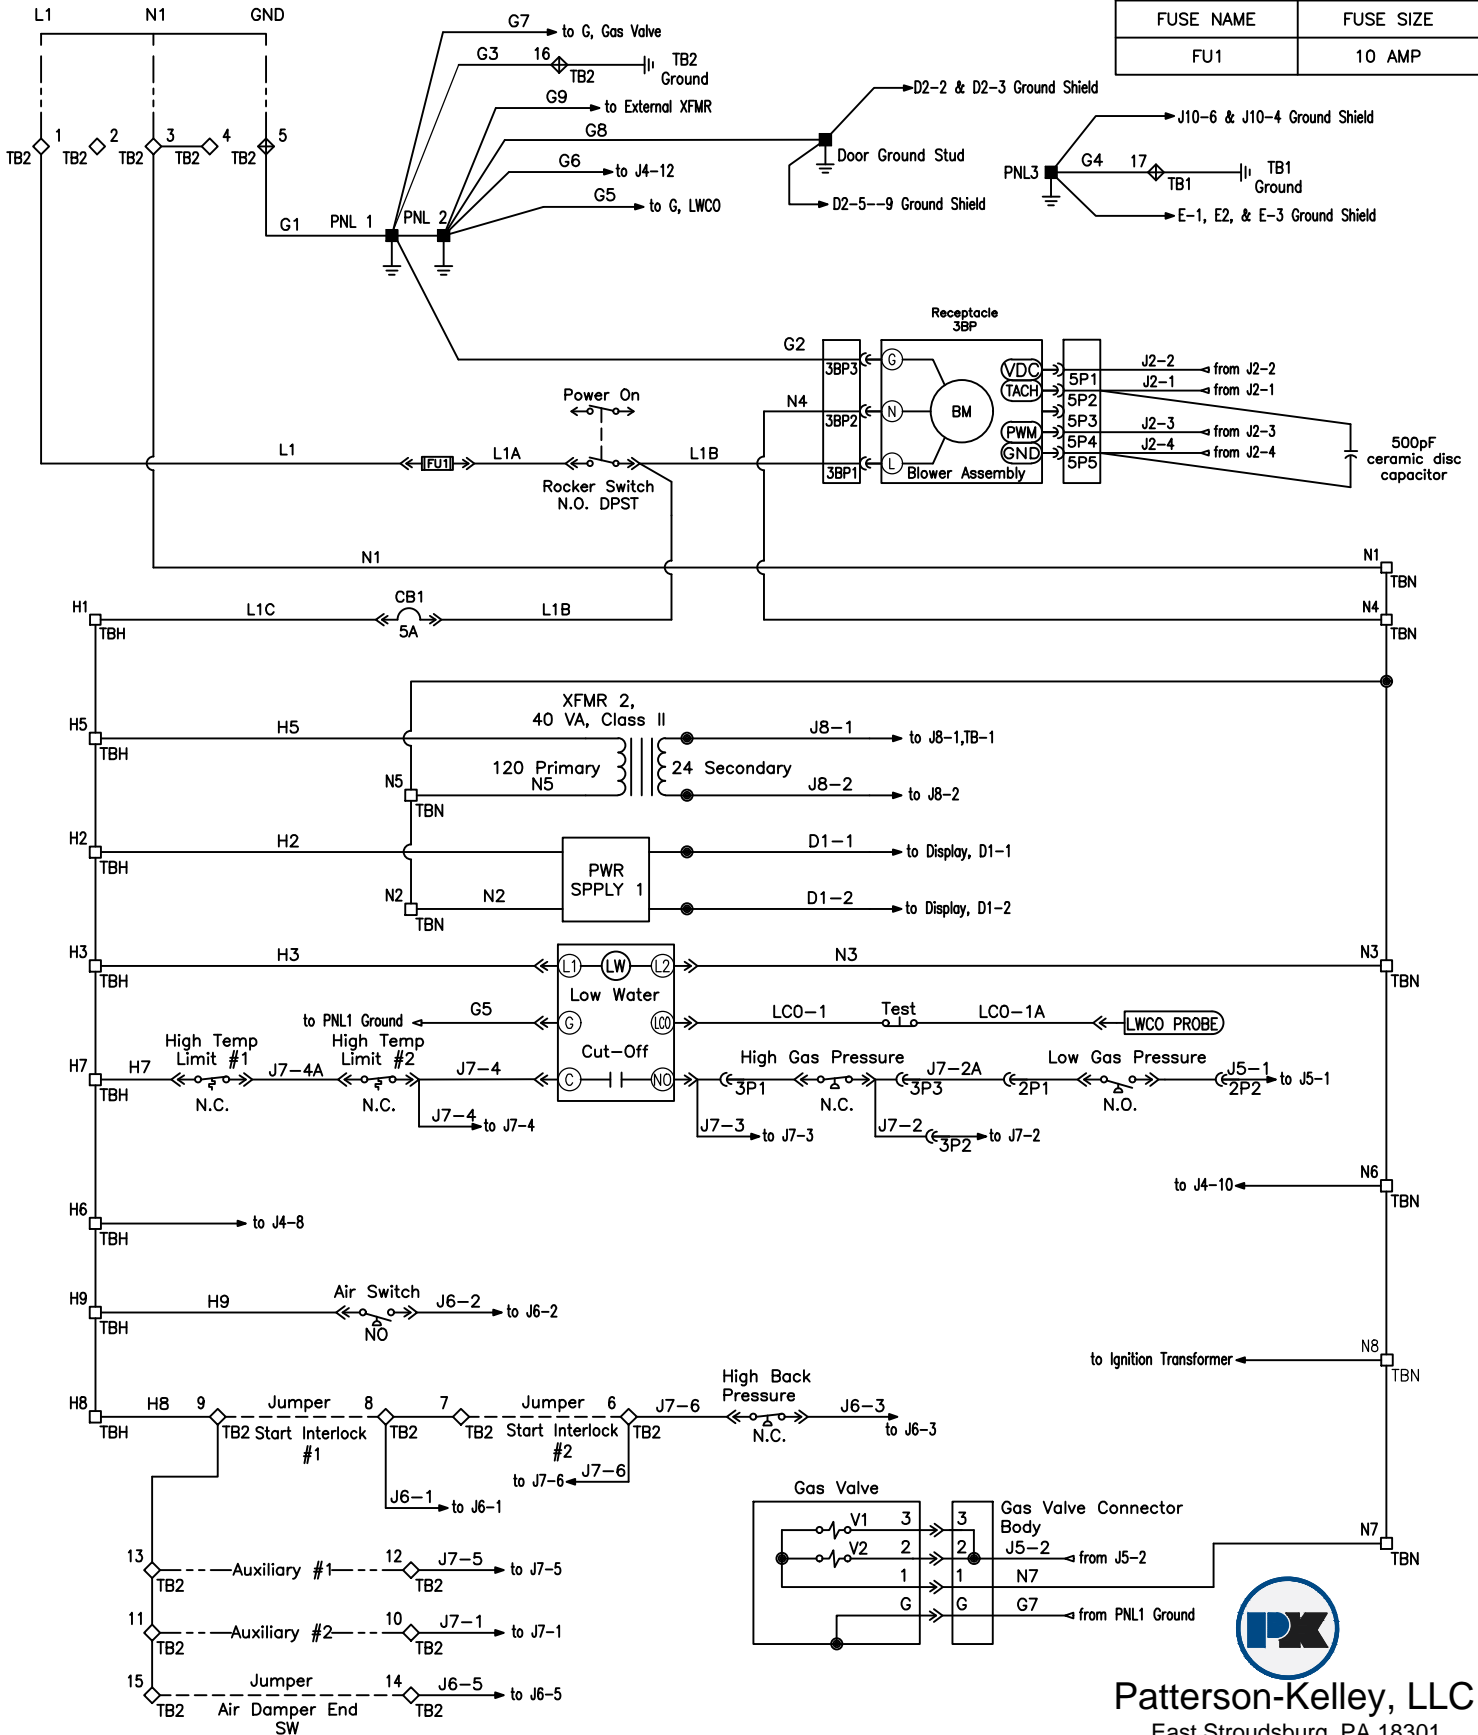 L1 N1 GND
FUSE NAME FUSE SIZE
FU1 10 AMP
G7 to G, Gas Valve
G3 16 TB2 TB2
Ground
G9 to External XFMR
G8
G6 to J4-12
G5 to G, LWCO
D2-2 & D2-3 Ground Shield
Door Ground Stud
D2-5--9 Ground Shield
J10-6 & J10-4 Ground Shield
PNL3 G4 17 TB1 TB1
Ground
E-1, E2, & E-3 Ground Shield
1 2 3 4 5
TB2 TB2 TB2 TB2 TB2
G1 PNL 1 PNL 2
Receptacle
3BP
G2 3BP3 G VDC 5P1 J2-2 from J2-2
TACH 5P2 J2-1 from J2-1
N4 3BP2 N BM 5P3
PWM 5P4 J2-3 from J2-3
GND 5P5 J2-4 from J2-4
500pF
ceramic disc
capacitor
Power On
L1 FU1 L1A L1B 3BP1 L Blower Assembly
Rocker Switch
N.O. DPST
N1 N1 TBN
H1 TBH L1C CB1 5A L1B N4 TBN
XFMR 2,
40 VA, Class II
H5 TBH H5 J8-1 to J8-1,TB-1
120 Primary 24 Secondary
N5 TBN N5 J8-2 to J8-2
H2 TBH H2 D1-1 to Display, D1-1
PWR
SPPLY 1
N2 TBN N2 D1-2 to Display, D1-2
H3 TBH H3 L1 LW L2 N3 N3 TBN
Low Water
to PNL1 Ground G5 G LCO LCO-1 Test LCO-1A LWCO PROBE
Cut-Off
High Temp
Limit #1
High Temp
Limit #2
High Gas Pressure Low Gas Pressure
H7 TBH H7 J7-4A J7-4 C NO 3P1 3P3 J7-2A 2P1 2P2 J5-1 to J5-1
N.C. N.C. N.C. N.O.
J7-4 to J7-4
J7-3 to J7-3
J7-2 3P2 to J7-2
to J4-10 N6 TBN
H6 TBH to J4-8
Air Switch
H9 TBH H9 NO J6-2 to J6-2
to Ignition Transformer N8 TBN
High Back
Pressure
H8 TBH H8 9 Jumper 8 7 Jumper 6 J7-6 J6-3
TB2 Start Interlock
#1
TB2 TB2 Start Interlock
#2
TB2 N.C. to J6-3
to J7-6 J7-6
J6-1 to J6-1
Gas Valve
Gas Valve Connector
Body
V1 3 3
V2 2 2 J5-2 from J5-2
1 1 N7 N7 TBN
G G G7 from PNL1 Ground
13 TB2 Auxiliary #1 12 TB2 J7-5 to J7-5
11 TB2 Auxiliary #2 10 TB2 J7-1 to J7-1
15 TB2 Jumper 14 TB2 J6-5 to J6-5
Air Damper End
SW
PK
Patterson-Kelley, LLC
East Stroudsburg, PA 18301